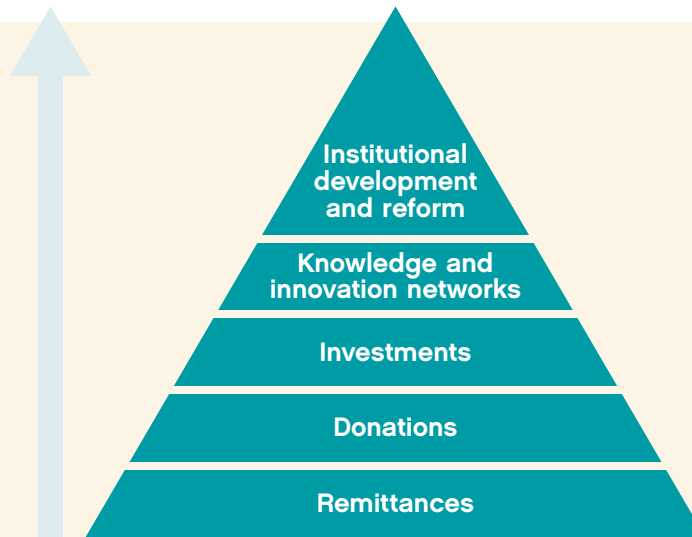 Institutional
development
and reform
Knowledge and
innovation networks
Investments
Donations
Remittances